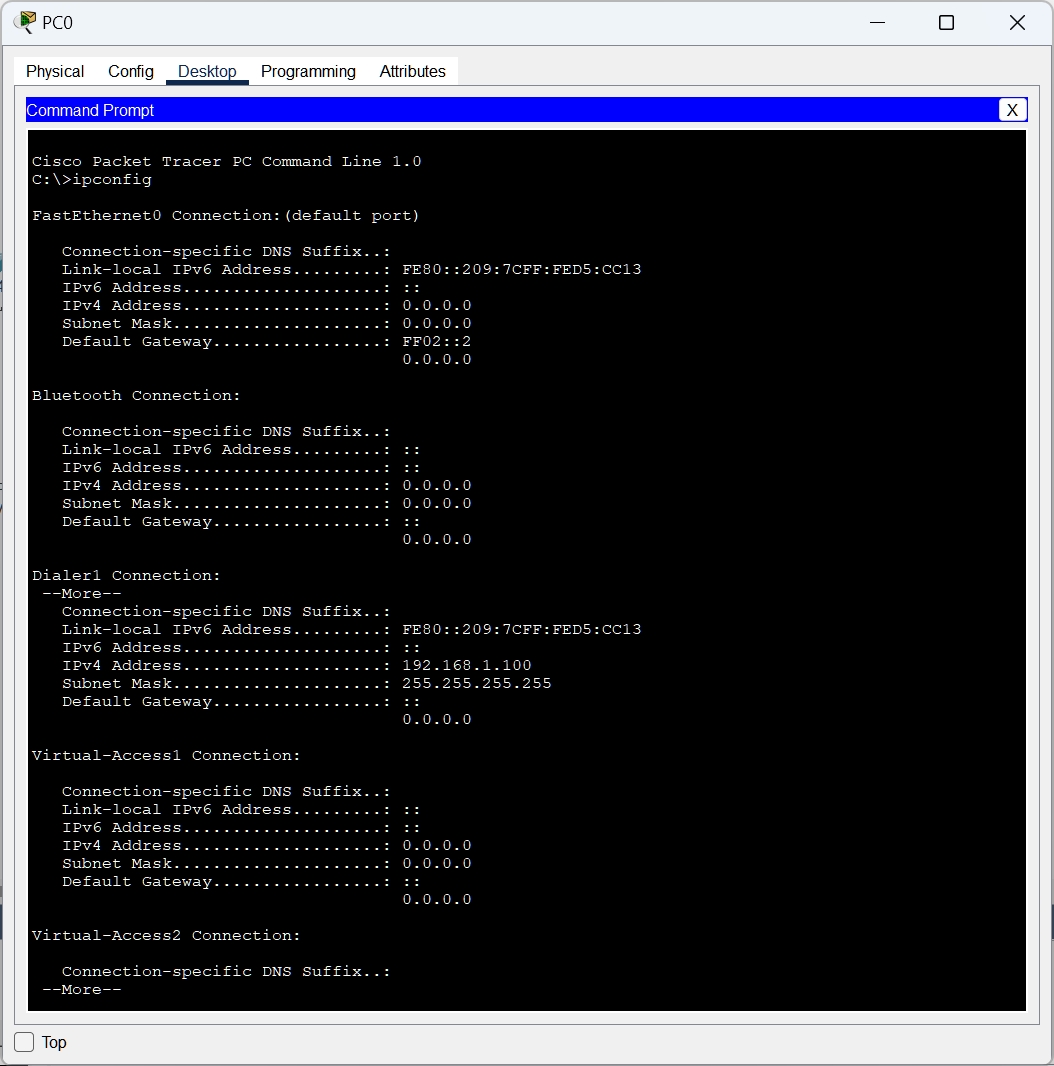 PC0
Physical Config Desktop Programming Attributes
Command Prompt X
Cisco Packet Tracer PC Command Line 1.0
C:\>ipconfig
FastEthernet0 Connection:(default port)
Connection-specific DNS Suffix..:
Link-local IPv6 Address.........: FE80::209:7CFF:FED5:CC13
IPv6 Address....................: ::
IPv4 Address....................: 0.0.0.0
Subnet Mask.....................: 0.0.0.0
Default Gateway.................: FF02::2
0.0.0.0
Bluetooth Connection:
Connection-specific DNS Suffix..:
Link-local IPv6 Address.........: ::
IPv6 Address....................: ::
IPv4 Address....................: 0.0.0.0
Subnet Mask.....................: 0.0.0.0
Default Gateway.................: ::
0.0.0.0
Dialer1 Connection:
--More--
Connection-specific DNS Suffix..:
Link-local IPv6 Address.........: FE80::209:7CFF:FED5:CC13
IPv6 Address....................: ::
IPv4 Address....................: 192.168.1.100
Subnet Mask.....................: 255.255.255.255
Default Gateway.................: ::
0.0.0.0
Virtual-Access1 Connection:
Connection-specific DNS Suffix..:
Link-local IPv6 Address.........: ::
IPv6 Address....................: ::
IPv4 Address....................: 0.0.0.0
Subnet Mask.....................: 0.0.0.0
Default Gateway.................: ::
0.0.0.0
Virtual-Access2 Connection:
Connection-specific DNS Suffix..:
--More--
Top